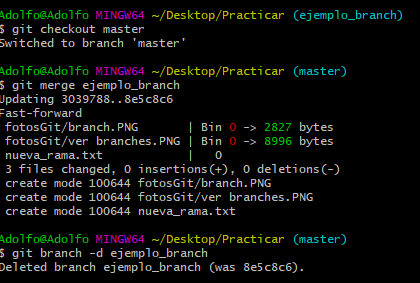 Adolfo@Adolfo MINGW64 ~/Desktop/Practicar (ejemplo_branch)
$ git checkout master
Switched to branch 'master'
Adolfo@Adolfo MINGW64 ~/Desktop/Practicar (master)
$ git merge ejemplo_branch
Updating 3039788..8e5c8c6
Fast-forward
 fotosGit/branch.PNG       | Bin 0 -> 2827 bytes
 fotosGit/ver branches.PNG | Bin 0 -> 8996 bytes
 nueva_rama.txt            |   0
 3 files changed, 0 insertions(+), 0 deletions(-)
 create mode 100644 fotosGit/branch.PNG
 create mode 100644 fotosGit/ver branches.PNG
 create mode 100644 nueva_rama.txt
Adolfo@Adolfo MINGW64 ~/Desktop/Practicar (master)
$ git branch -d ejemplo_branch
Deleted branch ejemplo_branch (was 8e5c8c6).